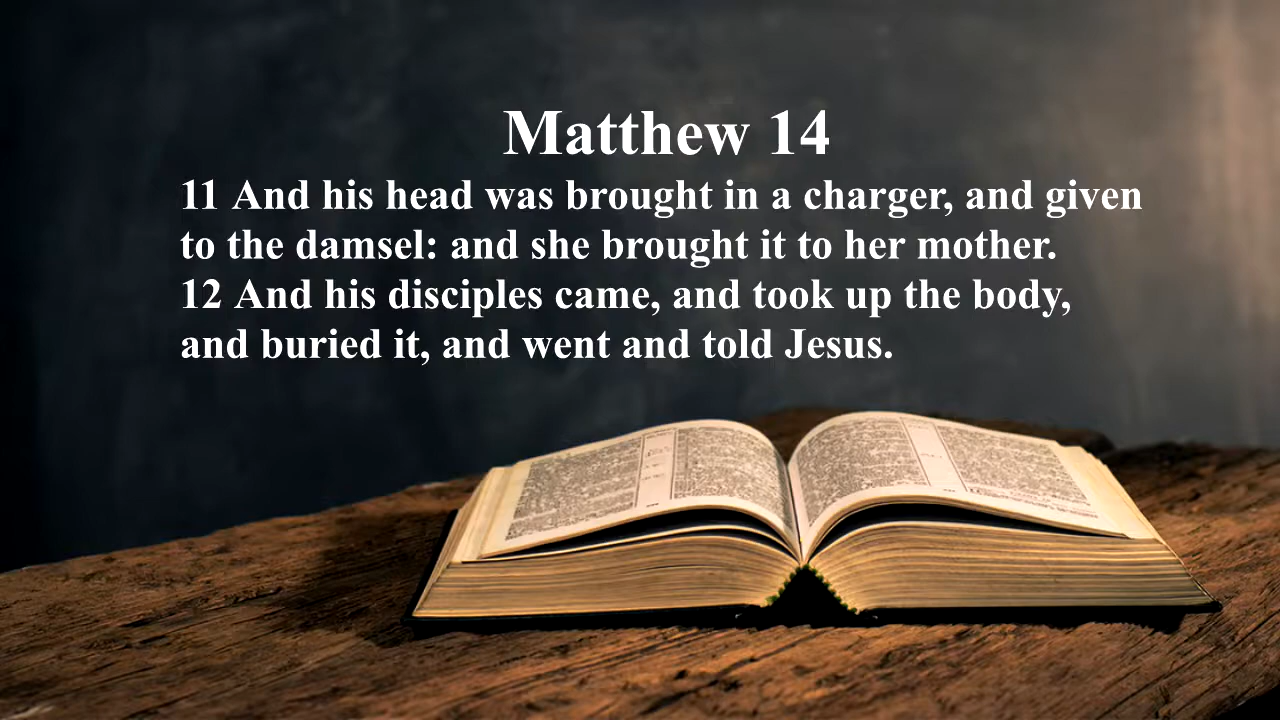 Matthew 14
11 And his head was brought in a charger, and given
to the damsel: and she brought it to her mother.
12 And his disciples came, and took up the body,
and buried it, and went and told Jesus.